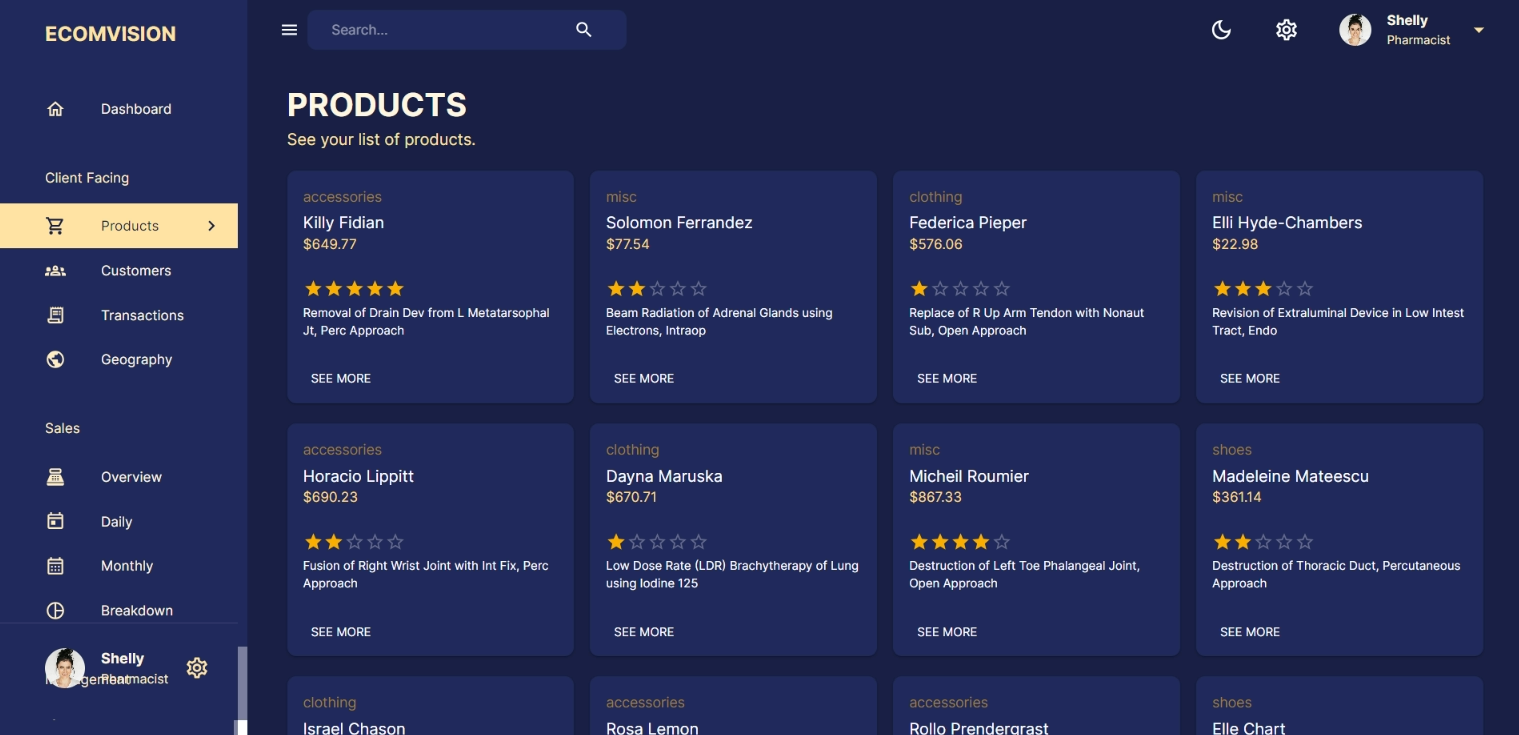 ECOMVISION
Search...
Shelly
Pharmacist
Dashboard
Client Facing
Products
Customers
Transactions
Geography
Sales
Overview
Daily
Monthly
Breakdown
Shelly
Pharmacist
PRODUCTS
See your list of products.
accessories
Killy Fidian
$649.77
Removal of Drain Dev from L Metatarsophal
Jt, Perc Approach
SEE MORE
misc
Solomon Ferrandez
$77.54
Beam Radiation of Adrenal Glands using
Electrons, Intraop
SEE MORE
clothing
Federica Pieper
$576.06
Replace of R Up Arm Tendon with Nonaut
Sub, Open Approach
SEE MORE
misc
Elli Hyde-Chambers
$22.98
Revision of Extraluminal Device in Low Intest
Tract, Endo
SEE MORE
accessories
Horacio Lippitt
$690.23
Fusion of Right Wrist Joint with Int Fix, Perc
Approach
SEE MORE
clothing
Dayna Maruska
$670.71
Low Dose Rate (LDR) Brachytherapy of Lung
using Iodine 125
SEE MORE
misc
Micheil Roumier
$867.33
Destruction of Left Toe Phalangeal Joint,
Open Approach
SEE MORE
shoes
Madeleine Mateescu
$361.14
Destruction of Thoracic Duct, Percutaneous
Approach
SEE MORE
clothing
Israel Chason
accessories
Rosa Lemon
accessories
Rollo Prendergrast
shoes
Elle Chart